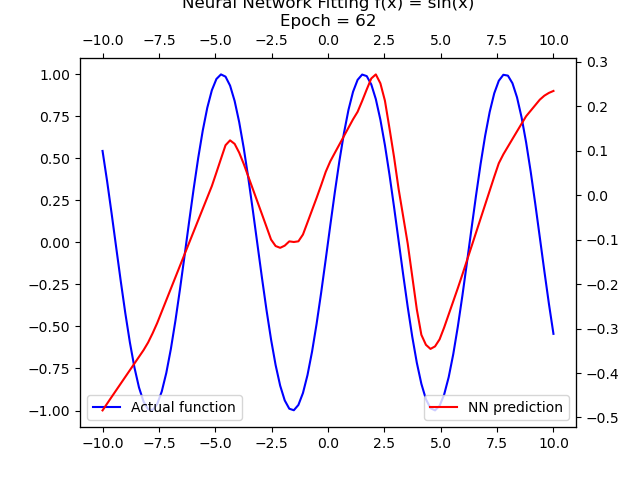 Neural Network Fitting f(x) = sin(x)
Epoch = 62
−10.0 −7.5 −5.0 −2.5 0.0 2.5 5.0 7.5 10.0
1.00 0.3
0.75 0.2
0.50 0.1
0.25 0.0
0.00 −0.1
−0.25 −0.2
−0.50 −0.3
−0.75 −0.4
−1.00 −0.5
Actual function NN prediction
−10.0 −7.5 −5.0 −2.5 0.0 2.5 5.0 7.5 10.0